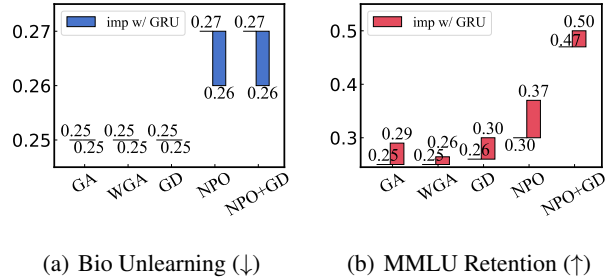 imp w/ GRU
0.27
0.26
0.25
0.25 0.25 0.25 0.27 0.27
0.25 0.25 0.25 0.26 0.26
GA WGA GD NPO NPO+GD
(a) Bio Unlearning (↓)
imp w/ GRU
0.5
0.4
0.3
0.29 0.26 0.30 0.37 0.50
0.25 0.25 0.26 0.30 0.47
GA WGA GD NPO NPO+GD
(b) MMLU Retention (↑)